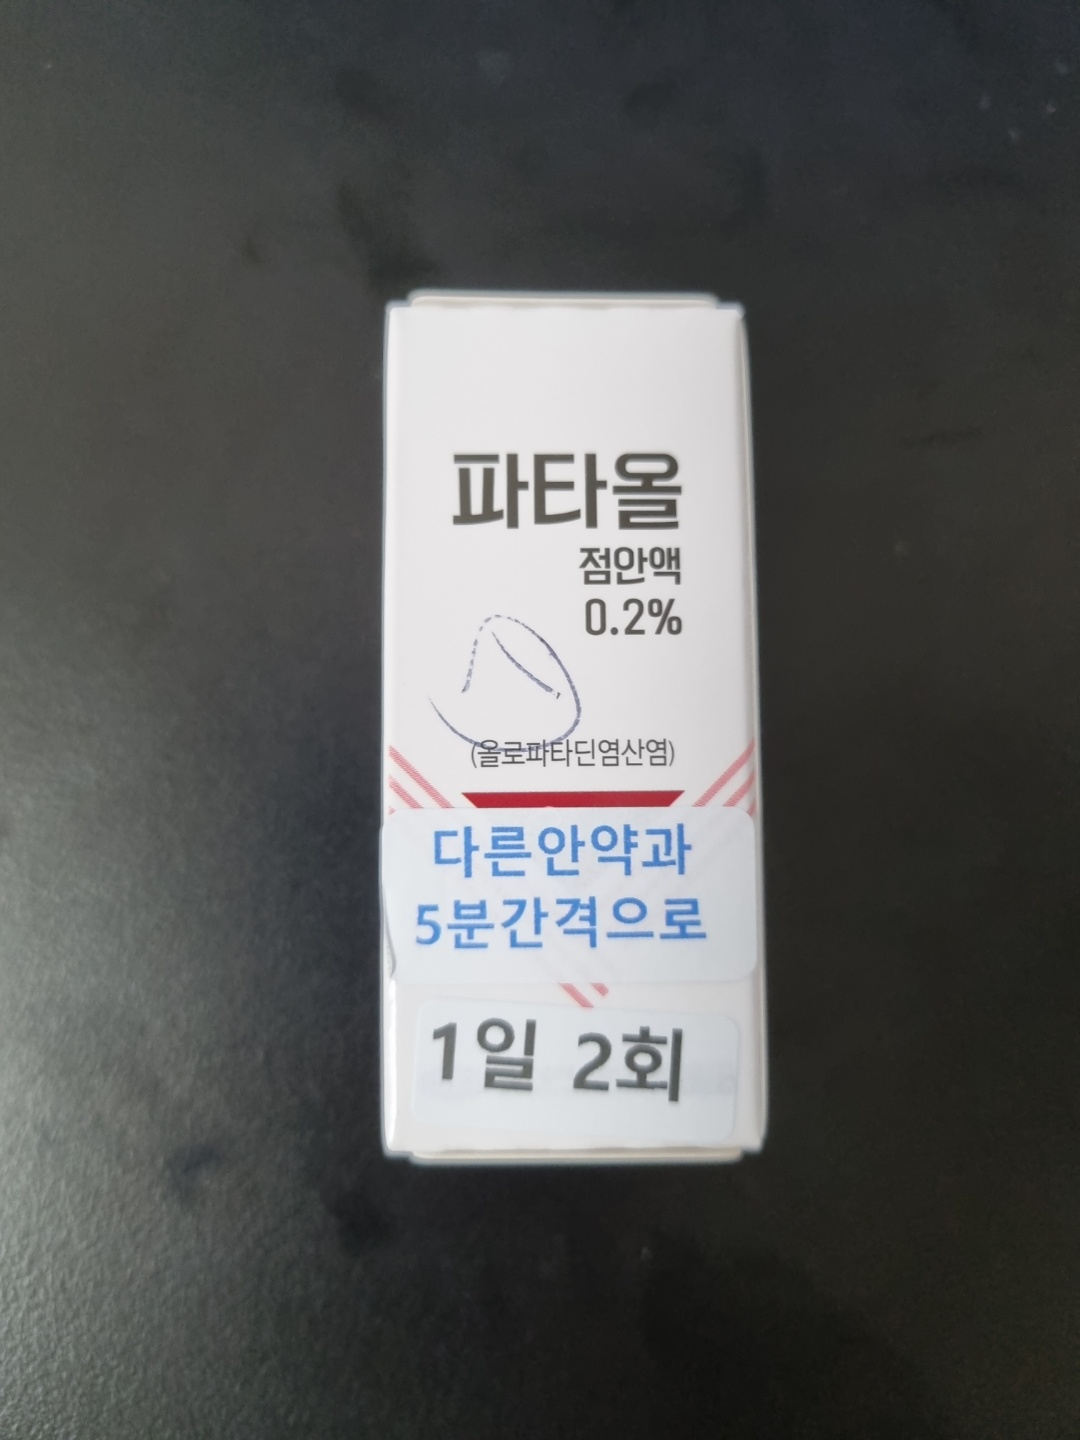 파타올
점안액
0.2%
(올로파타딘염산염)
다른안약과
5분간격으로
1일 2회